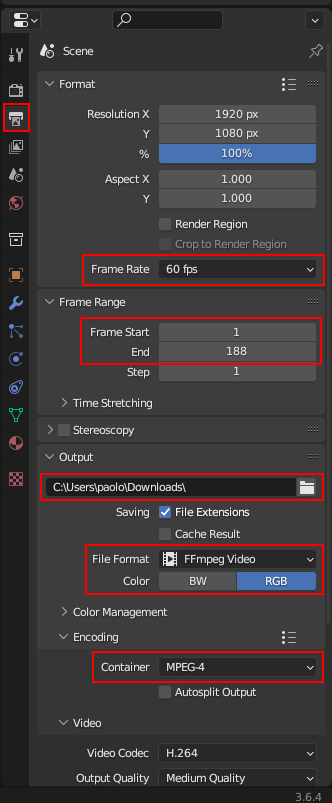 Scene
Format
Resolution X 1920 px
Y 1080 px
% 100%
Aspect X 1.000
Y 1.000
Render Region
Crop to Render Region
Frame Rate 60 fps
Frame Range
Frame Start 1
End 188
Step 1
Time Stretching
Stereoscopy
Output
C:\Users\paolo\Downloads\
Saving File Extensions
Cache Result
File Format FFmpeg Video
Color BW RGB
Color Management
Encoding
Container MPEG-4
Autosplit Output
Video
Video Codec H.264
Output Quality Medium Quality
3.6.4